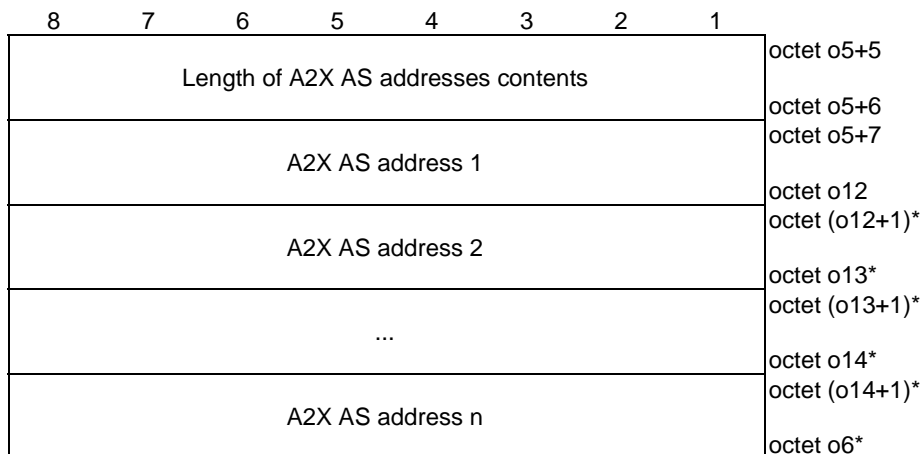 8 7 6 5 4 3 2 1
octet o5+5
Length of A2X AS addresses contents
octet o5+6
octet o5+7
A2X AS address 1
octet o12
octet (o12+1)*
A2X AS address 2
octet o13*
octet (o13+1)*
...
octet o14*
octet (o14+1)*
A2X AS address n
octet o6*